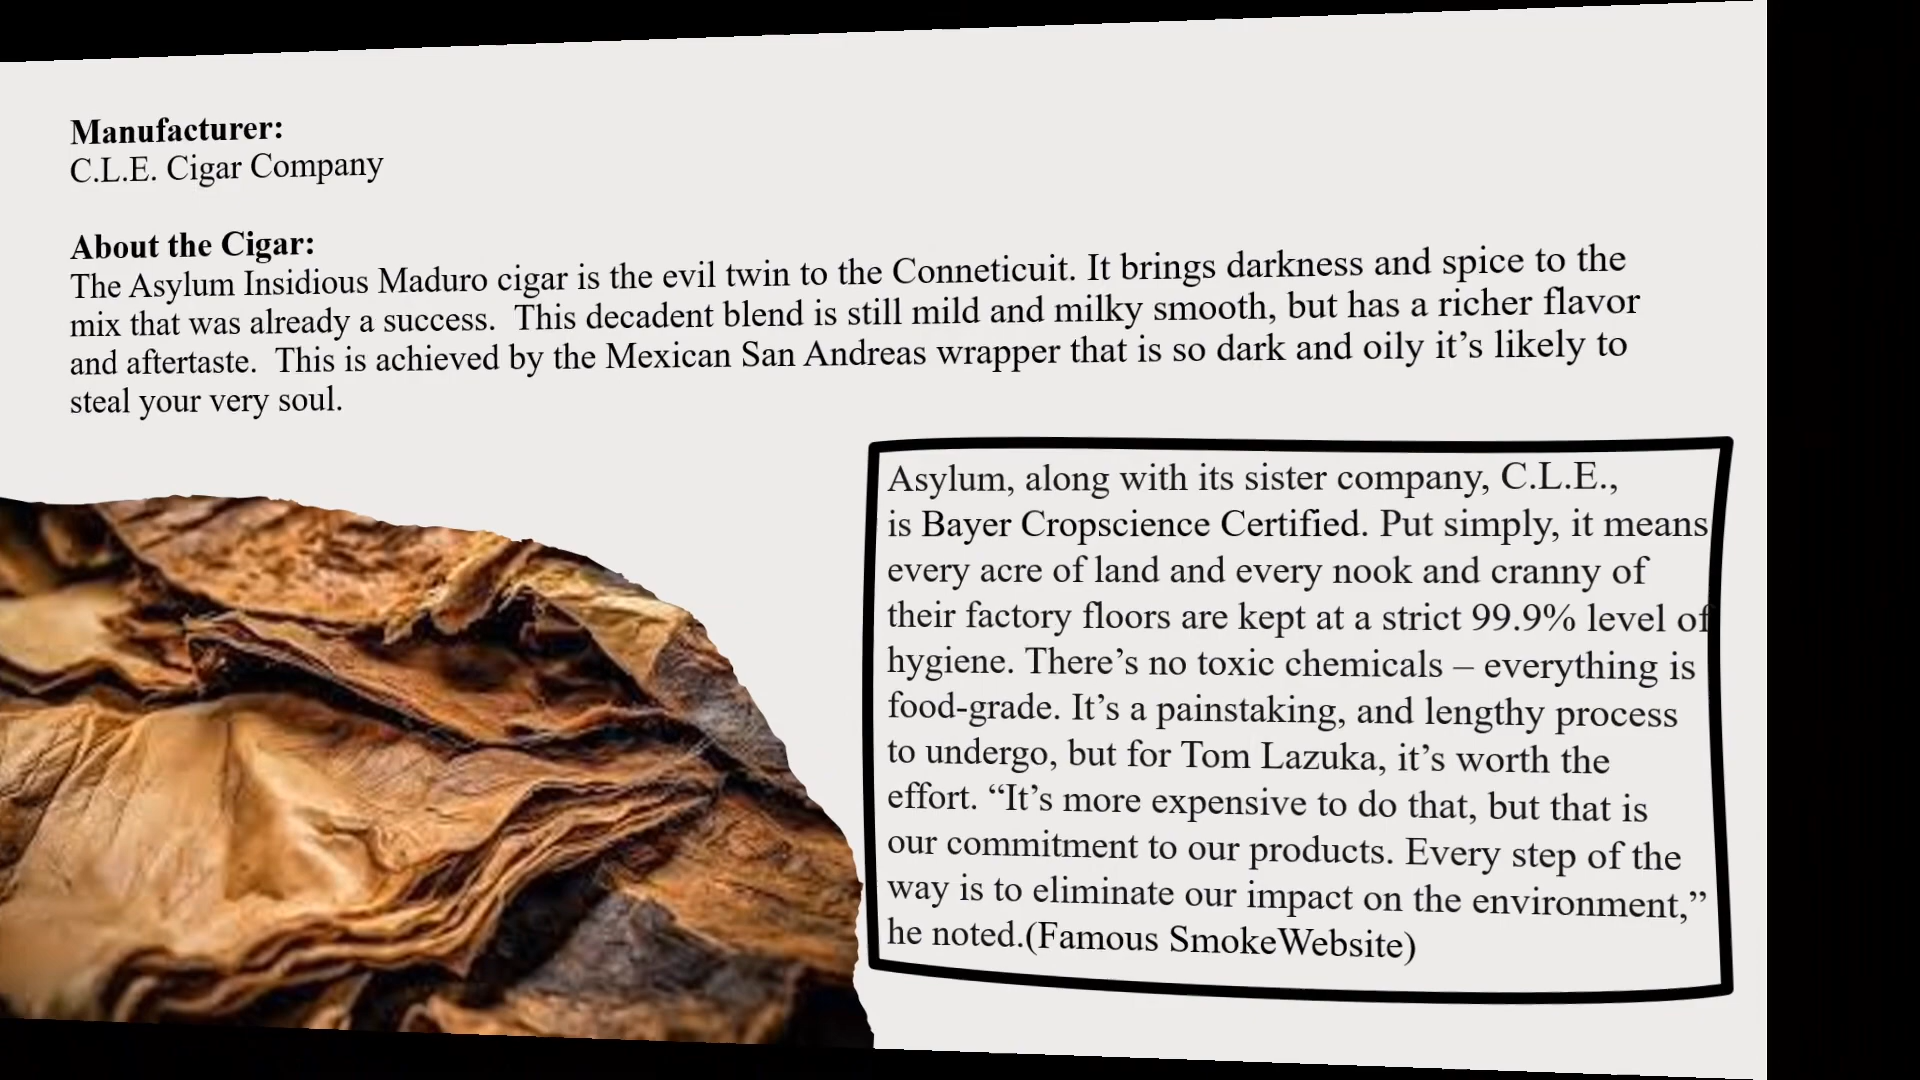 Manufacturer:
C.L.E. Cigar Company
About the Cigar:
The Asylum Insidious Maduro cigar is the evil twin to the Conneticuit. It brings darkness and spice to the
mix that was already a success.  This decadent blend is still mild and milky smooth, but has a richer flavor
and aftertaste.  This is achieved by the Mexican San Andreas wrapper that is so dark and oily it’s likely to
steal your very soul.
Asylum, along with its sister company, C.L.E.,
is Bayer Cropscience Certified. Put simply, it means
every acre of land and every nook and cranny of
their factory floors are kept at a strict 99.9% level of
hygiene. There’s no toxic chemicals – everything is
food-grade. It’s a painstaking, and lengthy process
to undergo, but for Tom Lazuka, it’s worth the
effort. “It’s more expensive to do that, but that is
our commitment to our products. Every step of the
way is to eliminate our impact on the environment,”
he noted.(Famous SmokeWebsite)